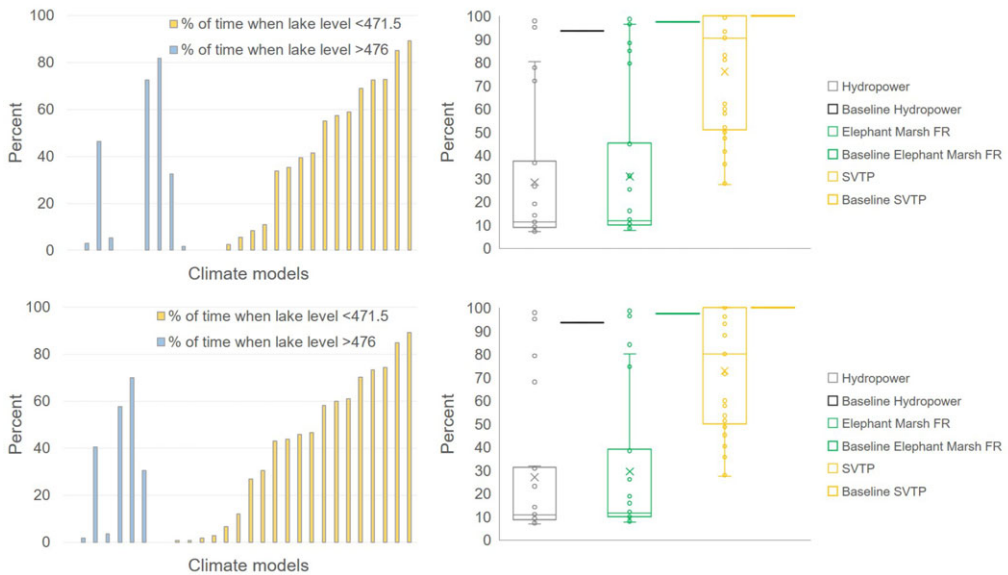 100
80
60
40
20
0
Percent
% of time when lake level <471.5
% of time when lake level >476
Climate models
100
90
80
70
60
50
40
30
20
10
0
Percent
Hydropower
Baseline Hydropower
Elephant Marsh FR
Baseline Elephant Marsh FR
SVTP
Baseline SVTP
100
80
60
40
20
0
Percent
% of time when lake level <471.5
% of time when lake level >476
Climate models
100
90
80
70
60
50
40
30
20
10
0
Percent
Hydropower
Baseline Hydropower
Elephant Marsh FR
Baseline Elephant Marsh FR
SVTP
Baseline SVTP